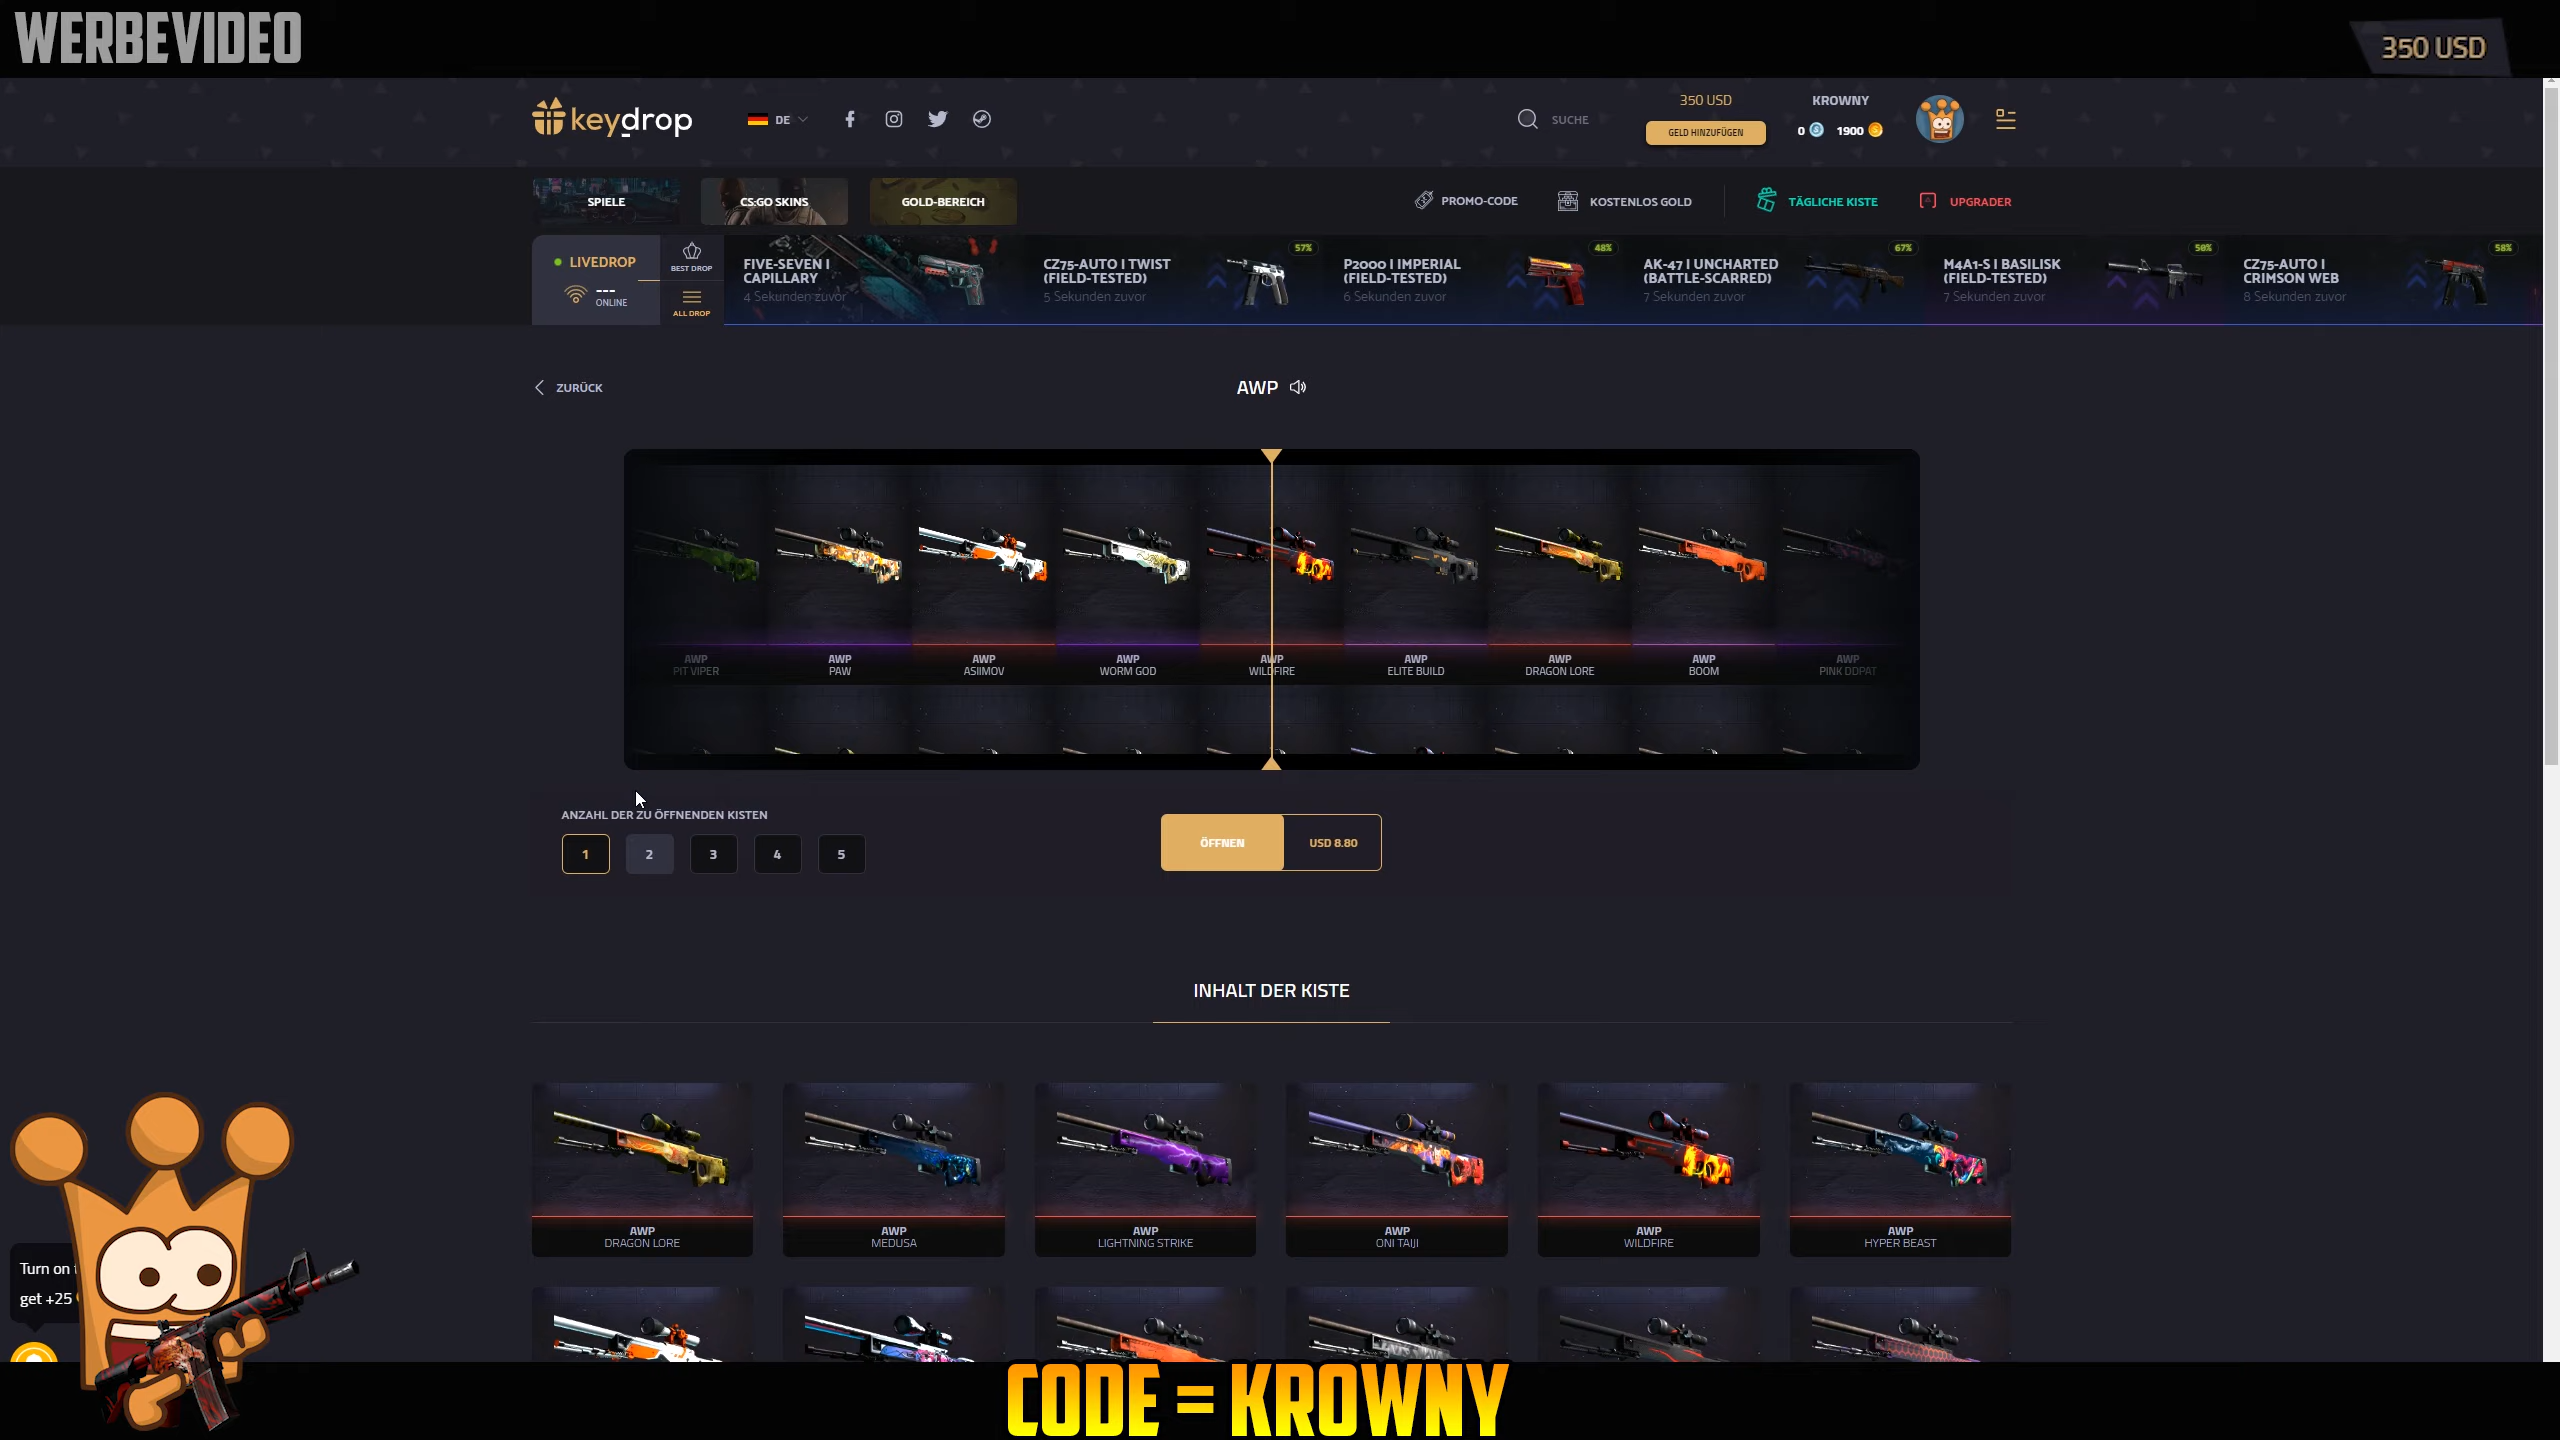 WERBEVIDEO
350 USD
keydrop
DE
SUCHE
350 USD
GELD HINZUFÜGEN
KROWNY
0
1900
SPIELE
CS:GO SKINS
GOLD-BEREICH
PROMO-CODE
KOSTENLOS GOLD
TÄGLICHE KISTE
UPGRADER
LIVEDROP
---
ONLINE
BEST DROP
ALL DROP
FIVE-SEVEN |
CAPILLARY
4 Sekunden zuvor
57%
CZ75-AUTO | TWIST
(FIELD-TESTED)
5 Sekunden zuvor
48%
P2000 | IMPERIAL
(FIELD-TESTED)
6 Sekunden zuvor
67%
AK-47 | UNCHARTED
(BATTLE-SCARRED)
7 Sekunden zuvor
50%
M4A1-S | BASILISK
(FIELD-TESTED)
7 Sekunden zuvor
58%
CZ75-AUTO |
CRIMSON WEB
8 Sekunden zuvor
ZURÜCK
AWP
AWP
PIT VIPER
AWP
PAW
AWP
ASIIMOV
AWP
WORM GOD
AWP
WILDFIRE
AWP
ELITE BUILD
AWP
DRAGON LORE
AWP
BOOM
AWP
PINK DDPAT
ANZAHL DER ZU ÖFFNENDEN KISTEN
1 2 3 4 5
ÖFFNEN
USD 8.80
INHALT DER KISTE
AWP
DRAGON LORE
AWP
MEDUSA
AWP
LIGHTNING STRIKE
AWP
ONI TAIJI
AWP
WILDFIRE
AWP
HYPER BEAST
Turn on
get +25
CODE = KROWNY